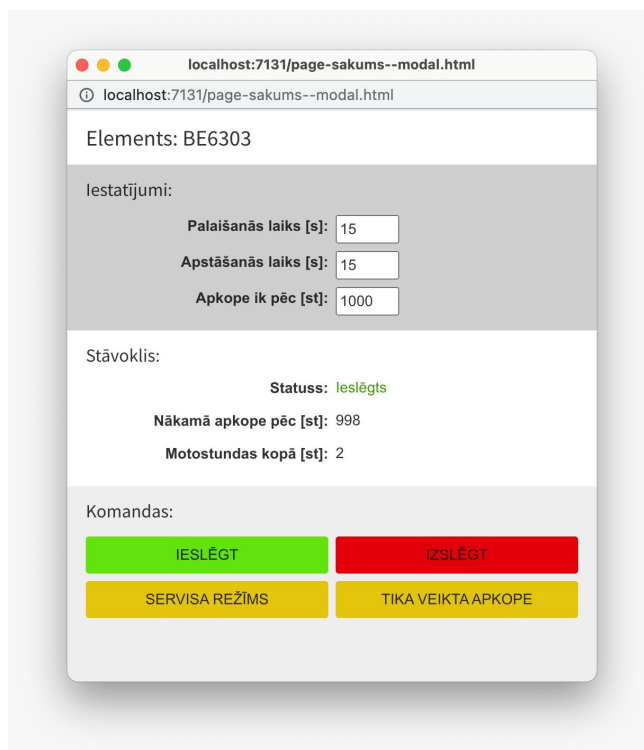 localhost:7131/page-sakums--modal.html
localhost:7131/page-sakums--modal.html
Elements: BE6303
Iestatījumi:
Palaišanās laiks [s]: 15
Apstāšanās laiks [s]: 15
Apkope ik pēc [st]: 1000
Stāvoklis:
Statuss: Ieslēgts
Nākamā apkope pēc [st]: 998
Motostundas kopā [st]: 2
Komandas:
IESLĒGT IZSLĒGT
SERVISA REŽĪMS TIKA VEIKTA APKOPE